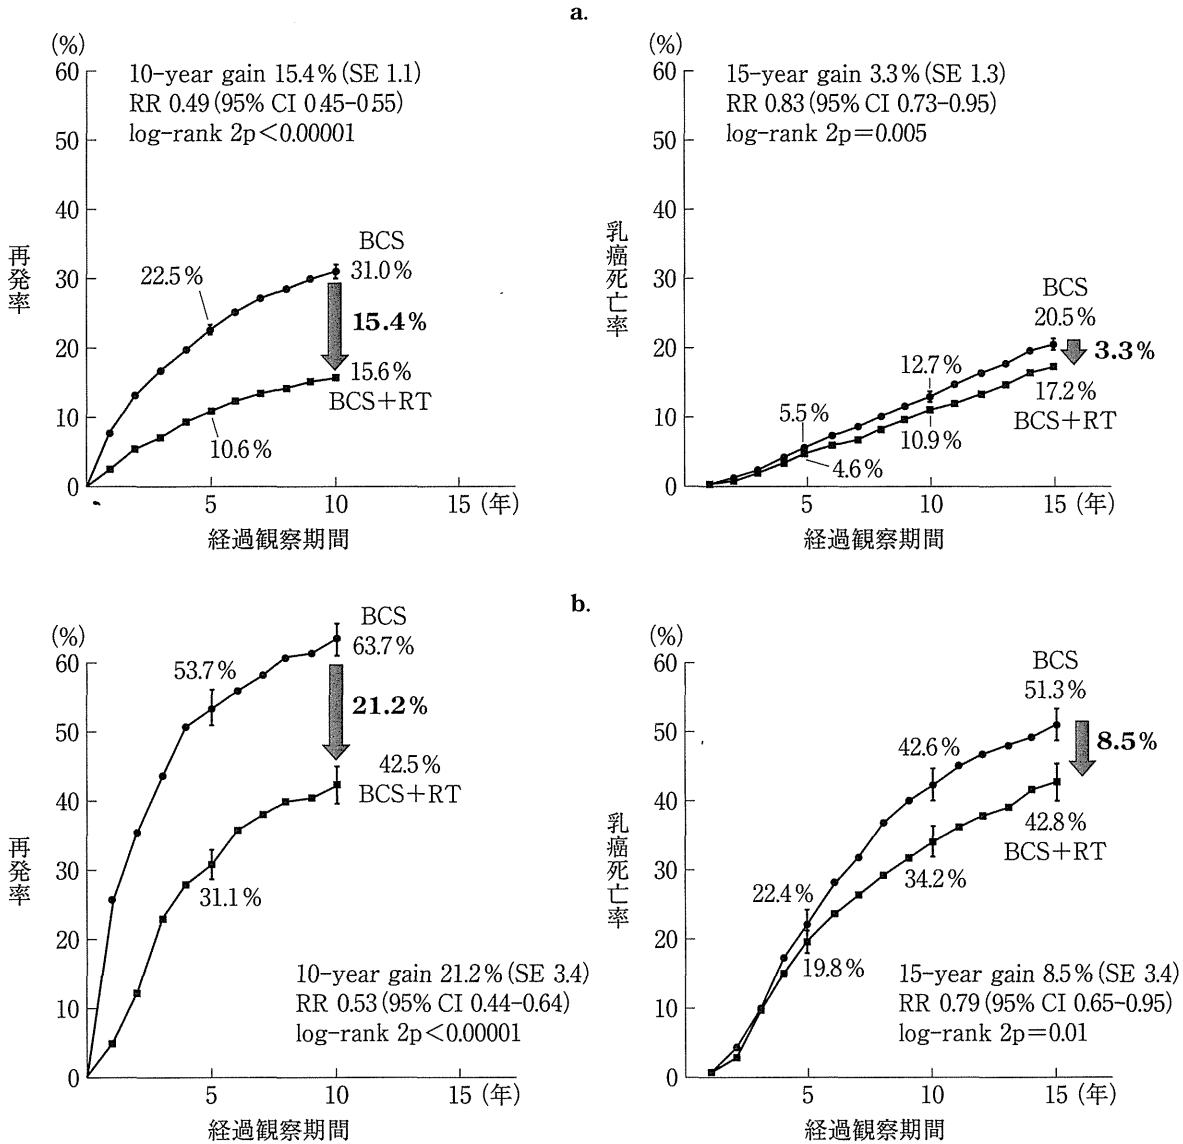 a.
(%)
60
50
40
30
20
10
0
再発率
10-year gain 15.4% (SE 1.1)
RR 0.49 (95% CI 0.45-0.55)
log-rank 2p<0.00001
22.5%
BCS
31.0%
15.4%
15.6%
BCS+RT
10.6%
5
10
15 (年)
経過観察期間
(%)
60
50
40
30
20
10
0
乳癌死亡率
15-year gain 3.3% (SE 1.3)
RR 0.83 (95% CI 0.73-0.95)
log-rank 2p=0.005
BCS
20.5%
3.3%
12.7%
17.2%
BCS+RT
5.5%
10.9%
4.6%
5
10
15 (年)
経過観察期間
b.
(%)
60
50
40
30
20
10
0
再発率
BCS
63.7%
53.7%
21.2%
42.5%
BCS+RT
31.1%
10-year gain 21.2% (SE 3.4)
RR 0.53 (95% CI 0.44-0.64)
log-rank 2p<0.00001
5
10
15 (年)
経過観察期間
(%)
60
50
40
30
20
10
0
乳癌死亡率
BCS
51.3%
42.6%
8.5%
42.8%
BCS+RT
34.2%
22.4%
19.8%
15-year gain 8.5% (SE 3.4)
RR 0.79 (95% CI 0.65-0.95)
log-rank 2p=0.01
5
10
15 (年)
経過観察期間